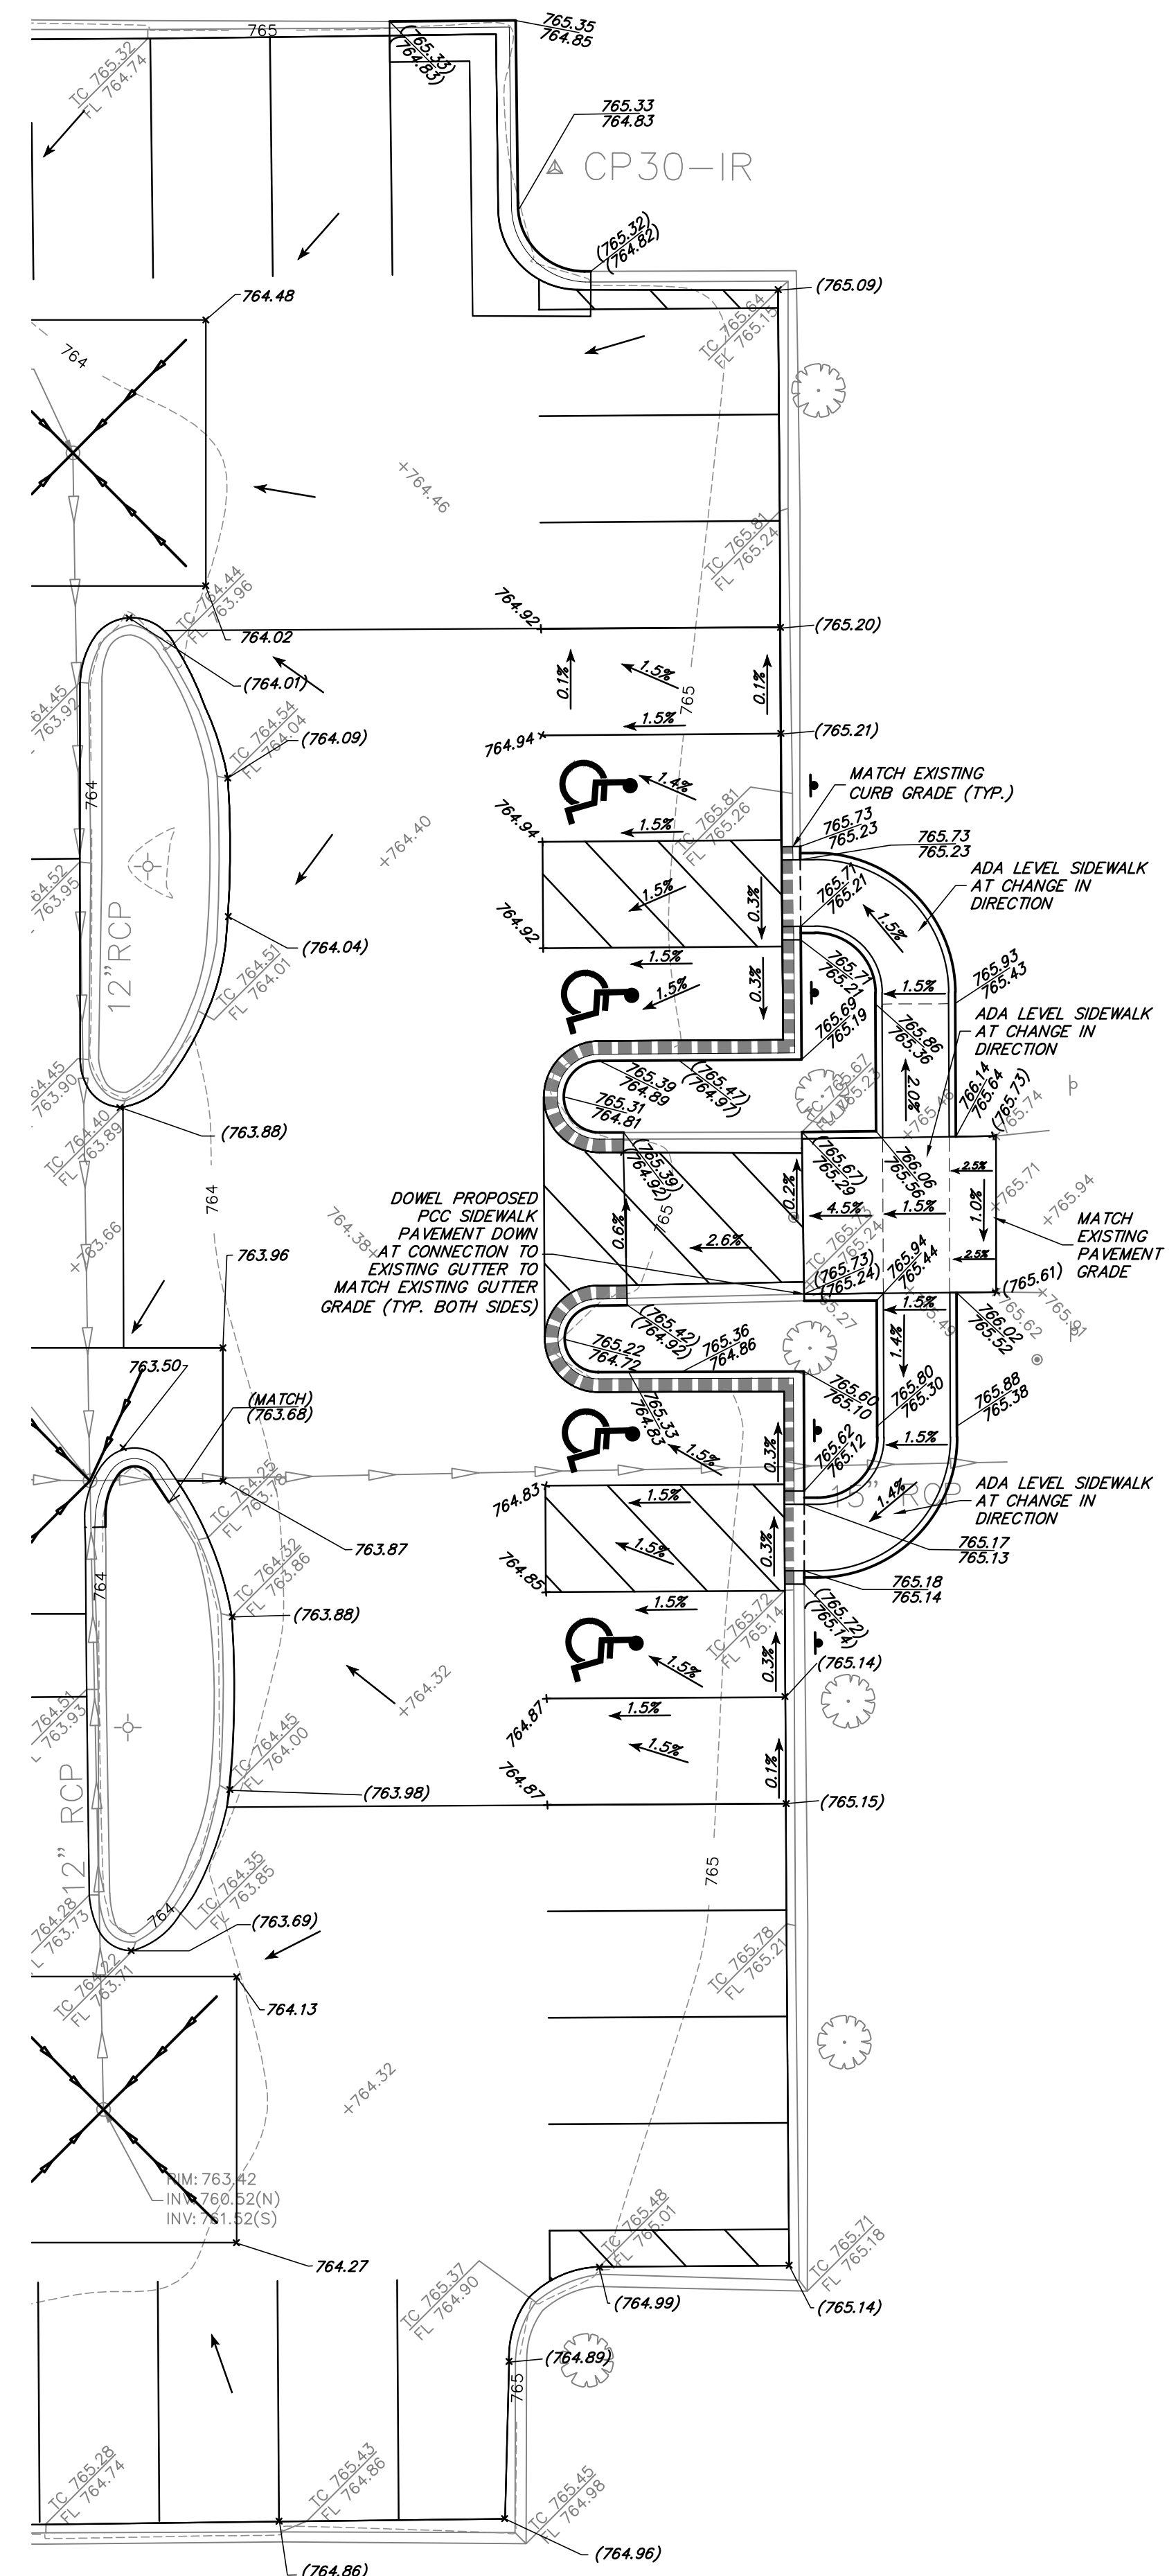 765
765.35
764.85
(765.33)
(764.83)
TC 765.32
FL 764.74
765.33
764.83
CP30-IR
(765.32)
(764.82)
(765.09)
764.48
TC 765.64
FL 765.15
764
+764.46
TC 765.81
FL 765.24
TC 764.44
FL 763.96
764.92
(765.20)
764.02
0.1%
1.5%
0.1%
(764.01)
765
1.5%
(765.21)
764.94
TC 764.54
FL 764.04
(764.09)
764
MATCH EXISTING
CURB GRADE (TYP.)
1.4%
TC 765.81
FL 765.26
1.5%
764.94
+764.40
765.73
765.23
765.73
765.23
ADA LEVEL SIDEWALK
AT CHANGE IN
DIRECTION
1.5%
0.3%
765.71
765.21
1.5%
764.92
(764.04)
12"RCP
TC 764.51
FL 764.01
1.5%
1.5%
0.3%
765.71
765.21
765.93
765.43
1.5%
ADA LEVEL SIDEWALK
AT CHANGE IN
DIRECTION
765.69
765.19
765.86
765.36
765.39
764.89
(765.47)
(764.97)
TC 765.67
2.0%
766.14
765.64
(765.73)
765.74
765.31
764.81
TC 764.40
FL 763.89
(763.88)
(765.39)
(764.92)
(765.67)
765.29
766.06
765.56
2.5%
1.0%
+765.71
+765.94
764
DOWEL PROPOSED
PCC SIDEWALK
PAVEMENT DOWN
AT CONNECTION TO
EXISTING GUTTER TO
MATCH EXISTING GUTTER
GRADE (TYP. BOTH SIDES)
764.38+
0.6%
765
2.6%
0.2%
4.5%
1.5%
MATCH
EXISTING
PAVEMENT
GRADE
+763.66
763.96
(765.73)
(765.24)
765.94
765.44
2.5%
(765.61)
765.62
+765.91
1.5%
1.4%
766.02
765.52
(765.42)
(764.92)
765.22
764.72
765.36
764.86
763.50
(MATCH)
(763.68)
765.33
764.83
765.60
765.10
765.80
765.30
765.88
765.38
1.5%
0.3%
1.5%
765.62
765.12
TC 764.25
FL 763.78
764.83
1.5%
15" RCP
1.4%
ADA LEVEL SIDEWALK
AT CHANGE IN
DIRECTION
763.87
1.5%
0.3%
765.17
765.13
764
TC 764.32
FL 763.86
764.85
765.18
765.14
(763.88)
1.5%
TC 765.72
FL 765.14
(765.72)
(765.14)
0.3%
(765.14)
1.5%
+764.32
764.87
1.5%
1.5%
0.1%
TC 764.45
FL 764.00
764.87
(763.98)
(765.15)
12" RCP
765
TC 764.35
FL 763.85
764
(763.69)
TC 765.78
FL 765.21
TC 764.22
FL 763.71
764.13
+764.32
RIM: 763.42
INV: 760.52(N)
INV: 761.52(S)
764.27
TC 765.48
FL 765.01
TC 765.71
FL 765.18
TC 765.37
FL 764.90
(764.99)
(765.14)
(764.89)
765
TC 765.28
FL 764.74
TC 765.43
FL 764.86
TC 765.45
FL 764.98
(764.96)
(764.86)